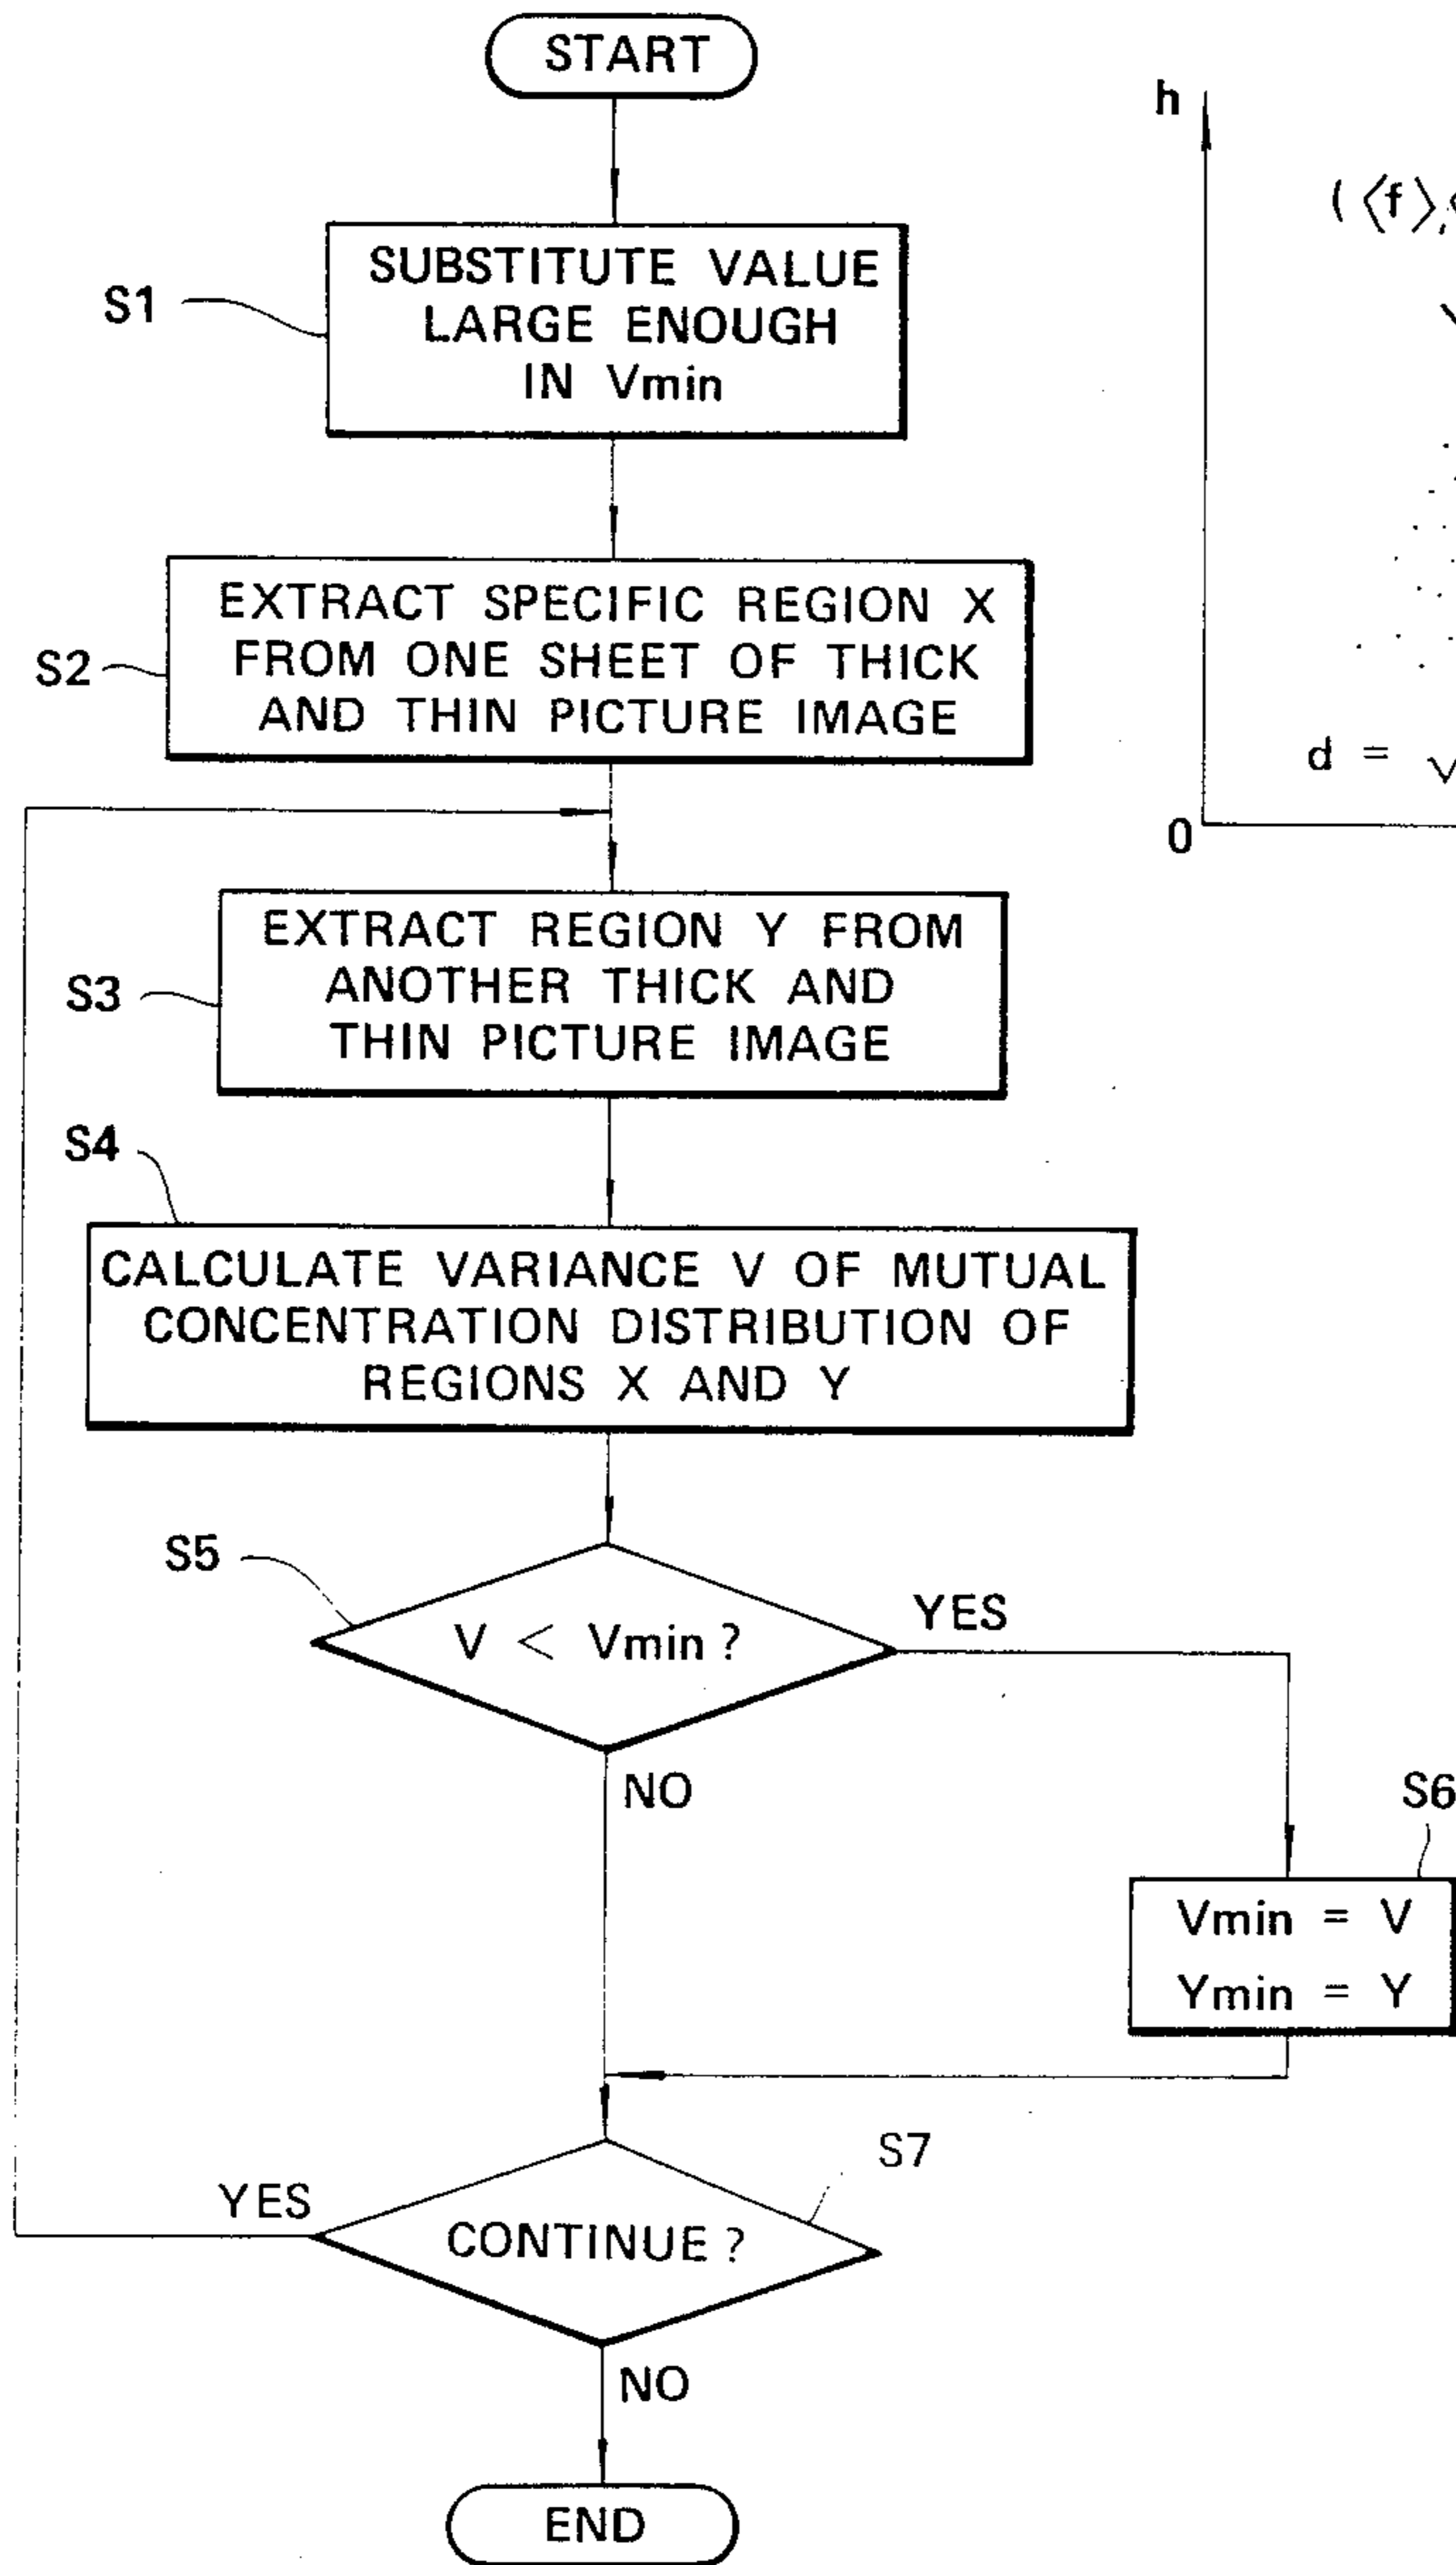 START
S1
SUBSTITUTE VALUE
LARGE ENOUGH
IN Vmin
S2
EXTRACT SPECIFIC REGION X
FROM ONE SHEET OF THICK
AND THIN PICTURE IMAGE
S3
EXTRACT REGION Y FROM
ANOTHER THICK AND
THIN PICTURE IMAGE
S4
CALCULATE VARIANCE V OF MUTUAL
CONCENTRATION DISTRIBUTION OF
REGIONS X AND Y
S5
V < Vmin ?
YES
NO
S6
Vmin = V
Ymin = Y
S7
YES
CONTINUE ?
NO
END
h
(⟨f⟩,
d = √
0